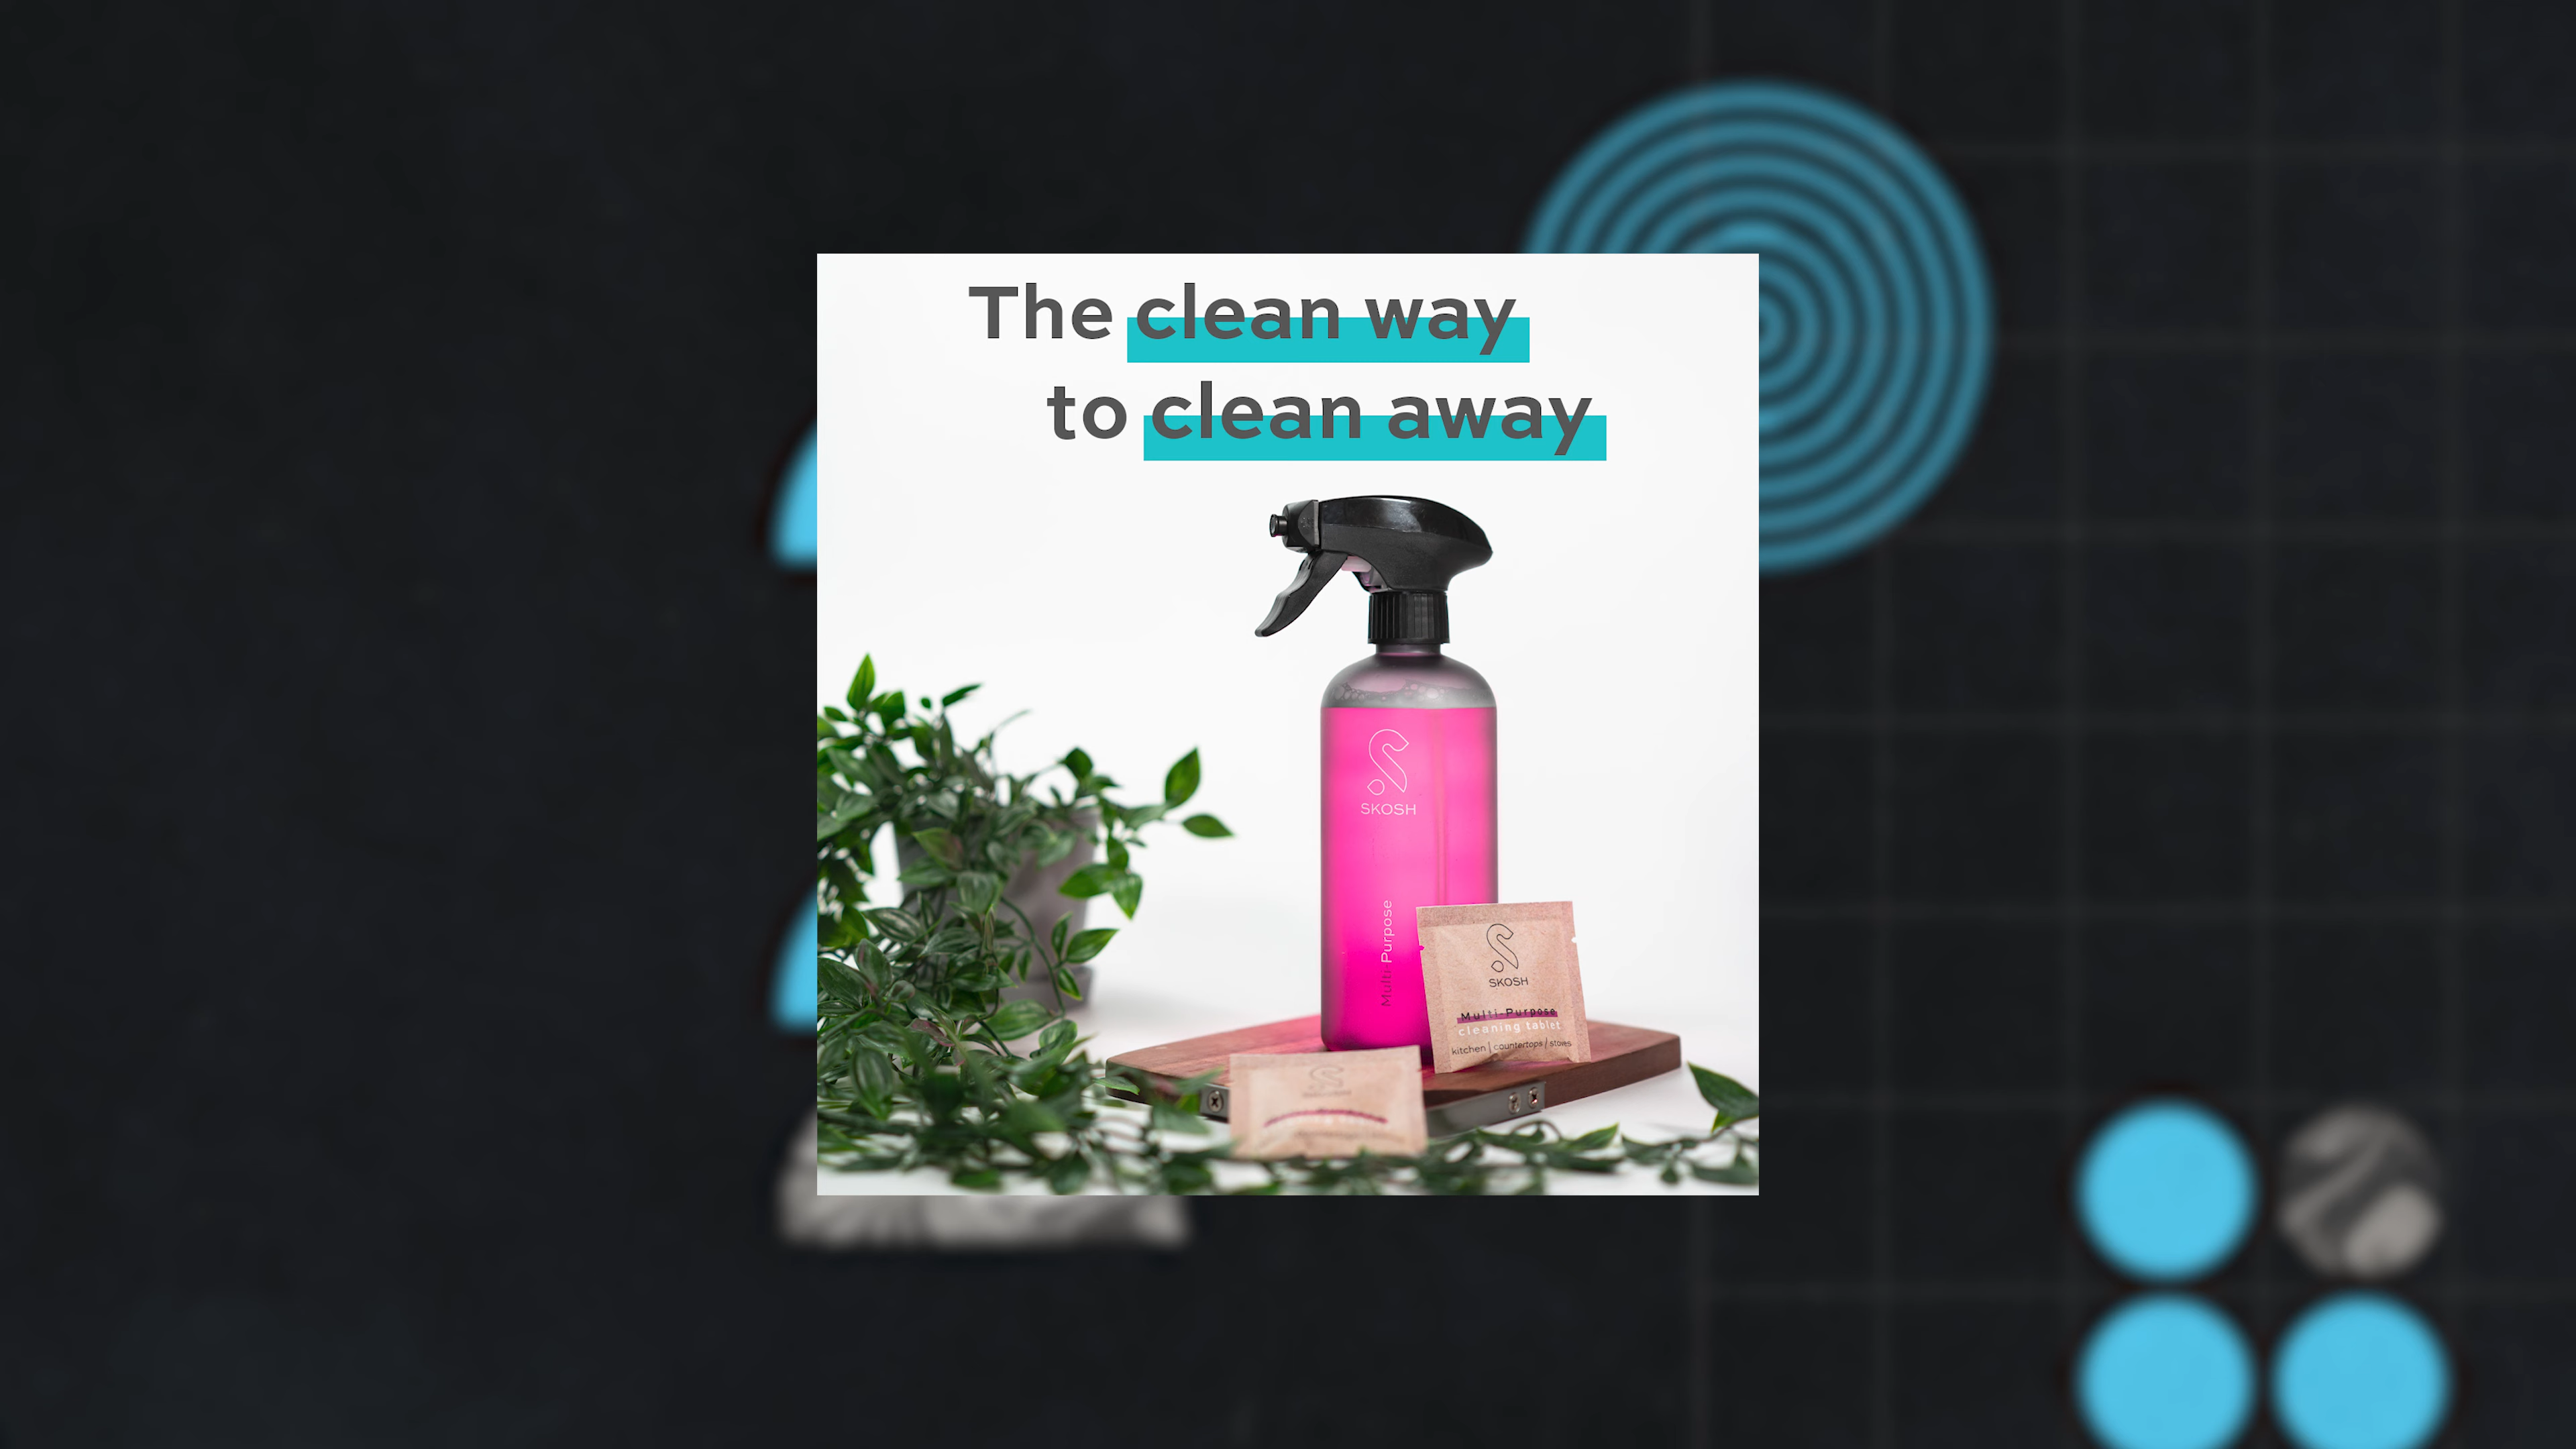 The clean way
to clean away
SKOSH
Multi-Purpose
SKOSH
Multi-Purpose
cleaning tablet
kitchen | countertops / stoves